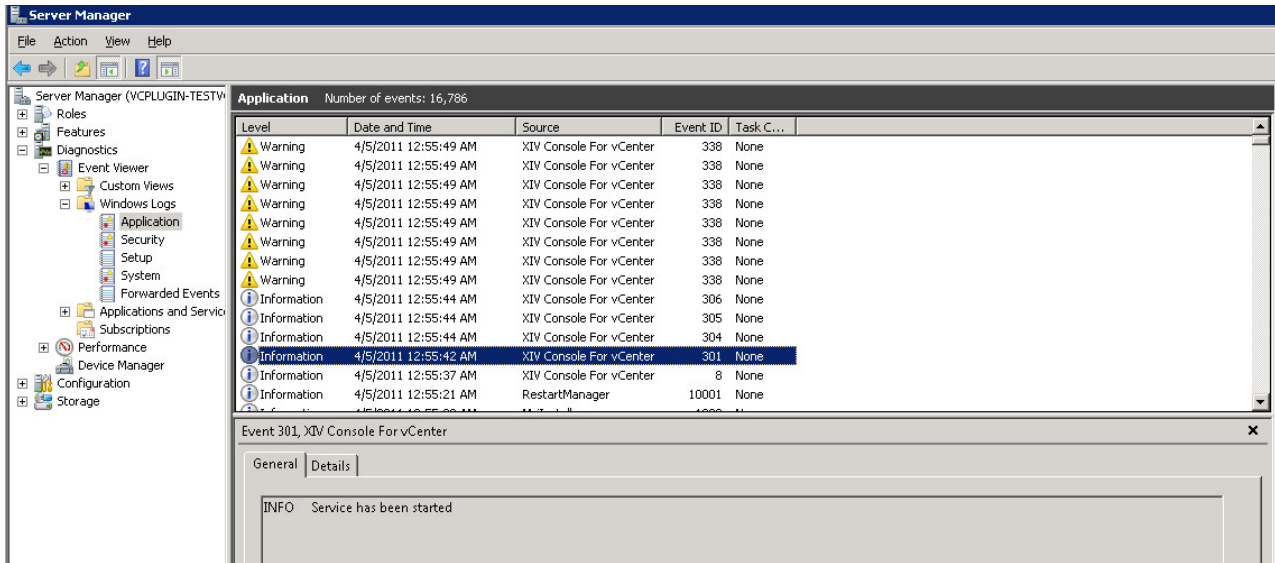 Server Manager
File Action View Help
Server Manager (VCPLUGIN-TESTV
Roles
Features
Diagnostics
Event Viewer
Custom Views
Windows Logs
Application
Security
Setup
System
Forwarded Events
Applications and Servic
Subscriptions
Performance
Device Manager
Configuration
Storage
Application Number of events: 16,786
Level Date and Time Source Event ID Task C...
Warning 4/5/2011 12:55:49 AM XIV Console For vCenter 338 None
Warning 4/5/2011 12:55:49 AM XIV Console For vCenter 338 None
Warning 4/5/2011 12:55:49 AM XIV Console For vCenter 338 None
Warning 4/5/2011 12:55:49 AM XIV Console For vCenter 338 None
Warning 4/5/2011 12:55:49 AM XIV Console For vCenter 338 None
Warning 4/5/2011 12:55:49 AM XIV Console For vCenter 338 None
Warning 4/5/2011 12:55:49 AM XIV Console For vCenter 338 None
Warning 4/5/2011 12:55:49 AM XIV Console For vCenter 338 None
Information 4/5/2011 12:55:44 AM XIV Console For vCenter 306 None
Information 4/5/2011 12:55:44 AM XIV Console For vCenter 305 None
Information 4/5/2011 12:55:44 AM XIV Console For vCenter 304 None
Information 4/5/2011 12:55:42 AM XIV Console For vCenter 301 None
Information 4/5/2011 12:55:37 AM XIV Console For vCenter 8 None
Information 4/5/2011 12:55:21 AM RestartManager 10001 None
Event 301, XIV Console For vCenter
General Details
INFO Service has been started